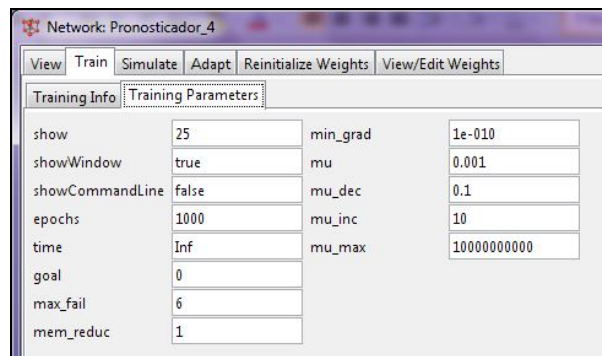 Network: Pronosticador_4
View Train Simulate Adapt Reinitialize Weights View/Edit Weights
Training Info Training Parameters
show 25 min_grad 1e-010
showWindow true mu 0.001
showCommandLine false mu_dec 0.1
epochs 1000 mu_inc 10
time Inf mu_max 10000000000
goal 0
max_fail 6
mem_reduc 1